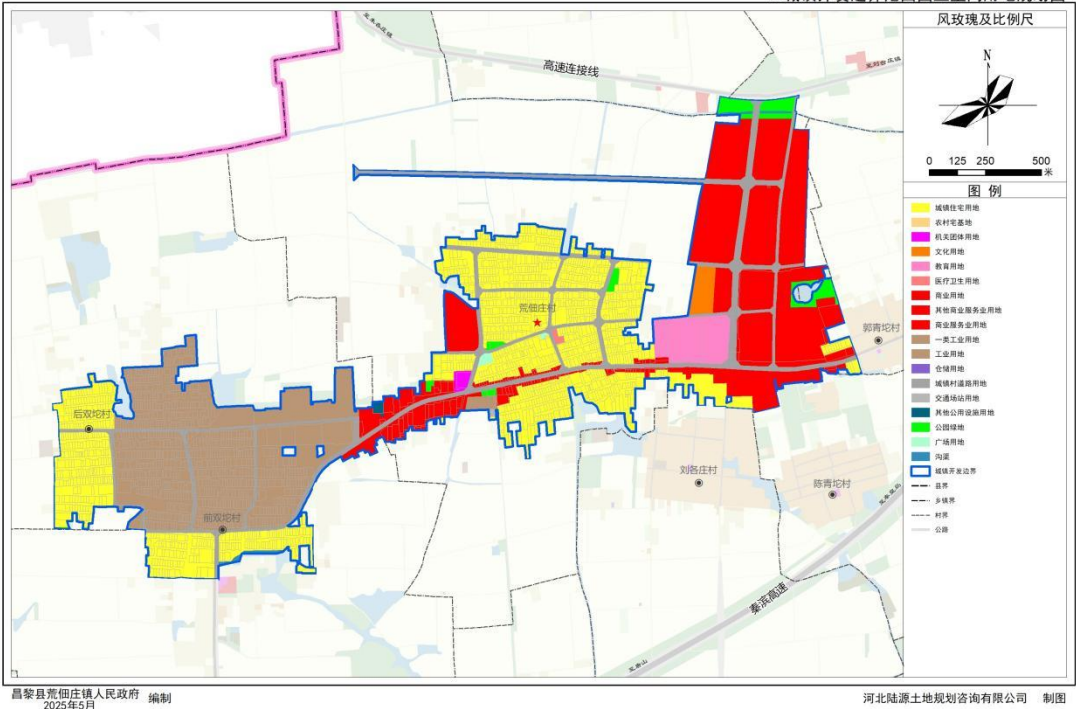 风玫瑰及比例尺
N
0 125 250 500
米
图 例
城镇住宅用地
农村宅基地
机关团体用地
文化用地
教育用地
医疗卫生用地
商业用地
其他商业服务业用地
商业服务业用地
一类工业用地
工业用地
仓储用地
城镇村道路用地
交通场站用地
其他公用设施用地
公园绿地
广场用地
沟渠
城镇开发边界
县界
乡镇界
村界
公路
高速连接线
荒佃庄村
郭青坨村
后双坨村
刘各庄村
陈青坨村
前双坨村
秦滨高速
昌黎县荒佃庄镇人民政府 编制
2025年5月
河北陆源土地规划咨询有限公司 制图